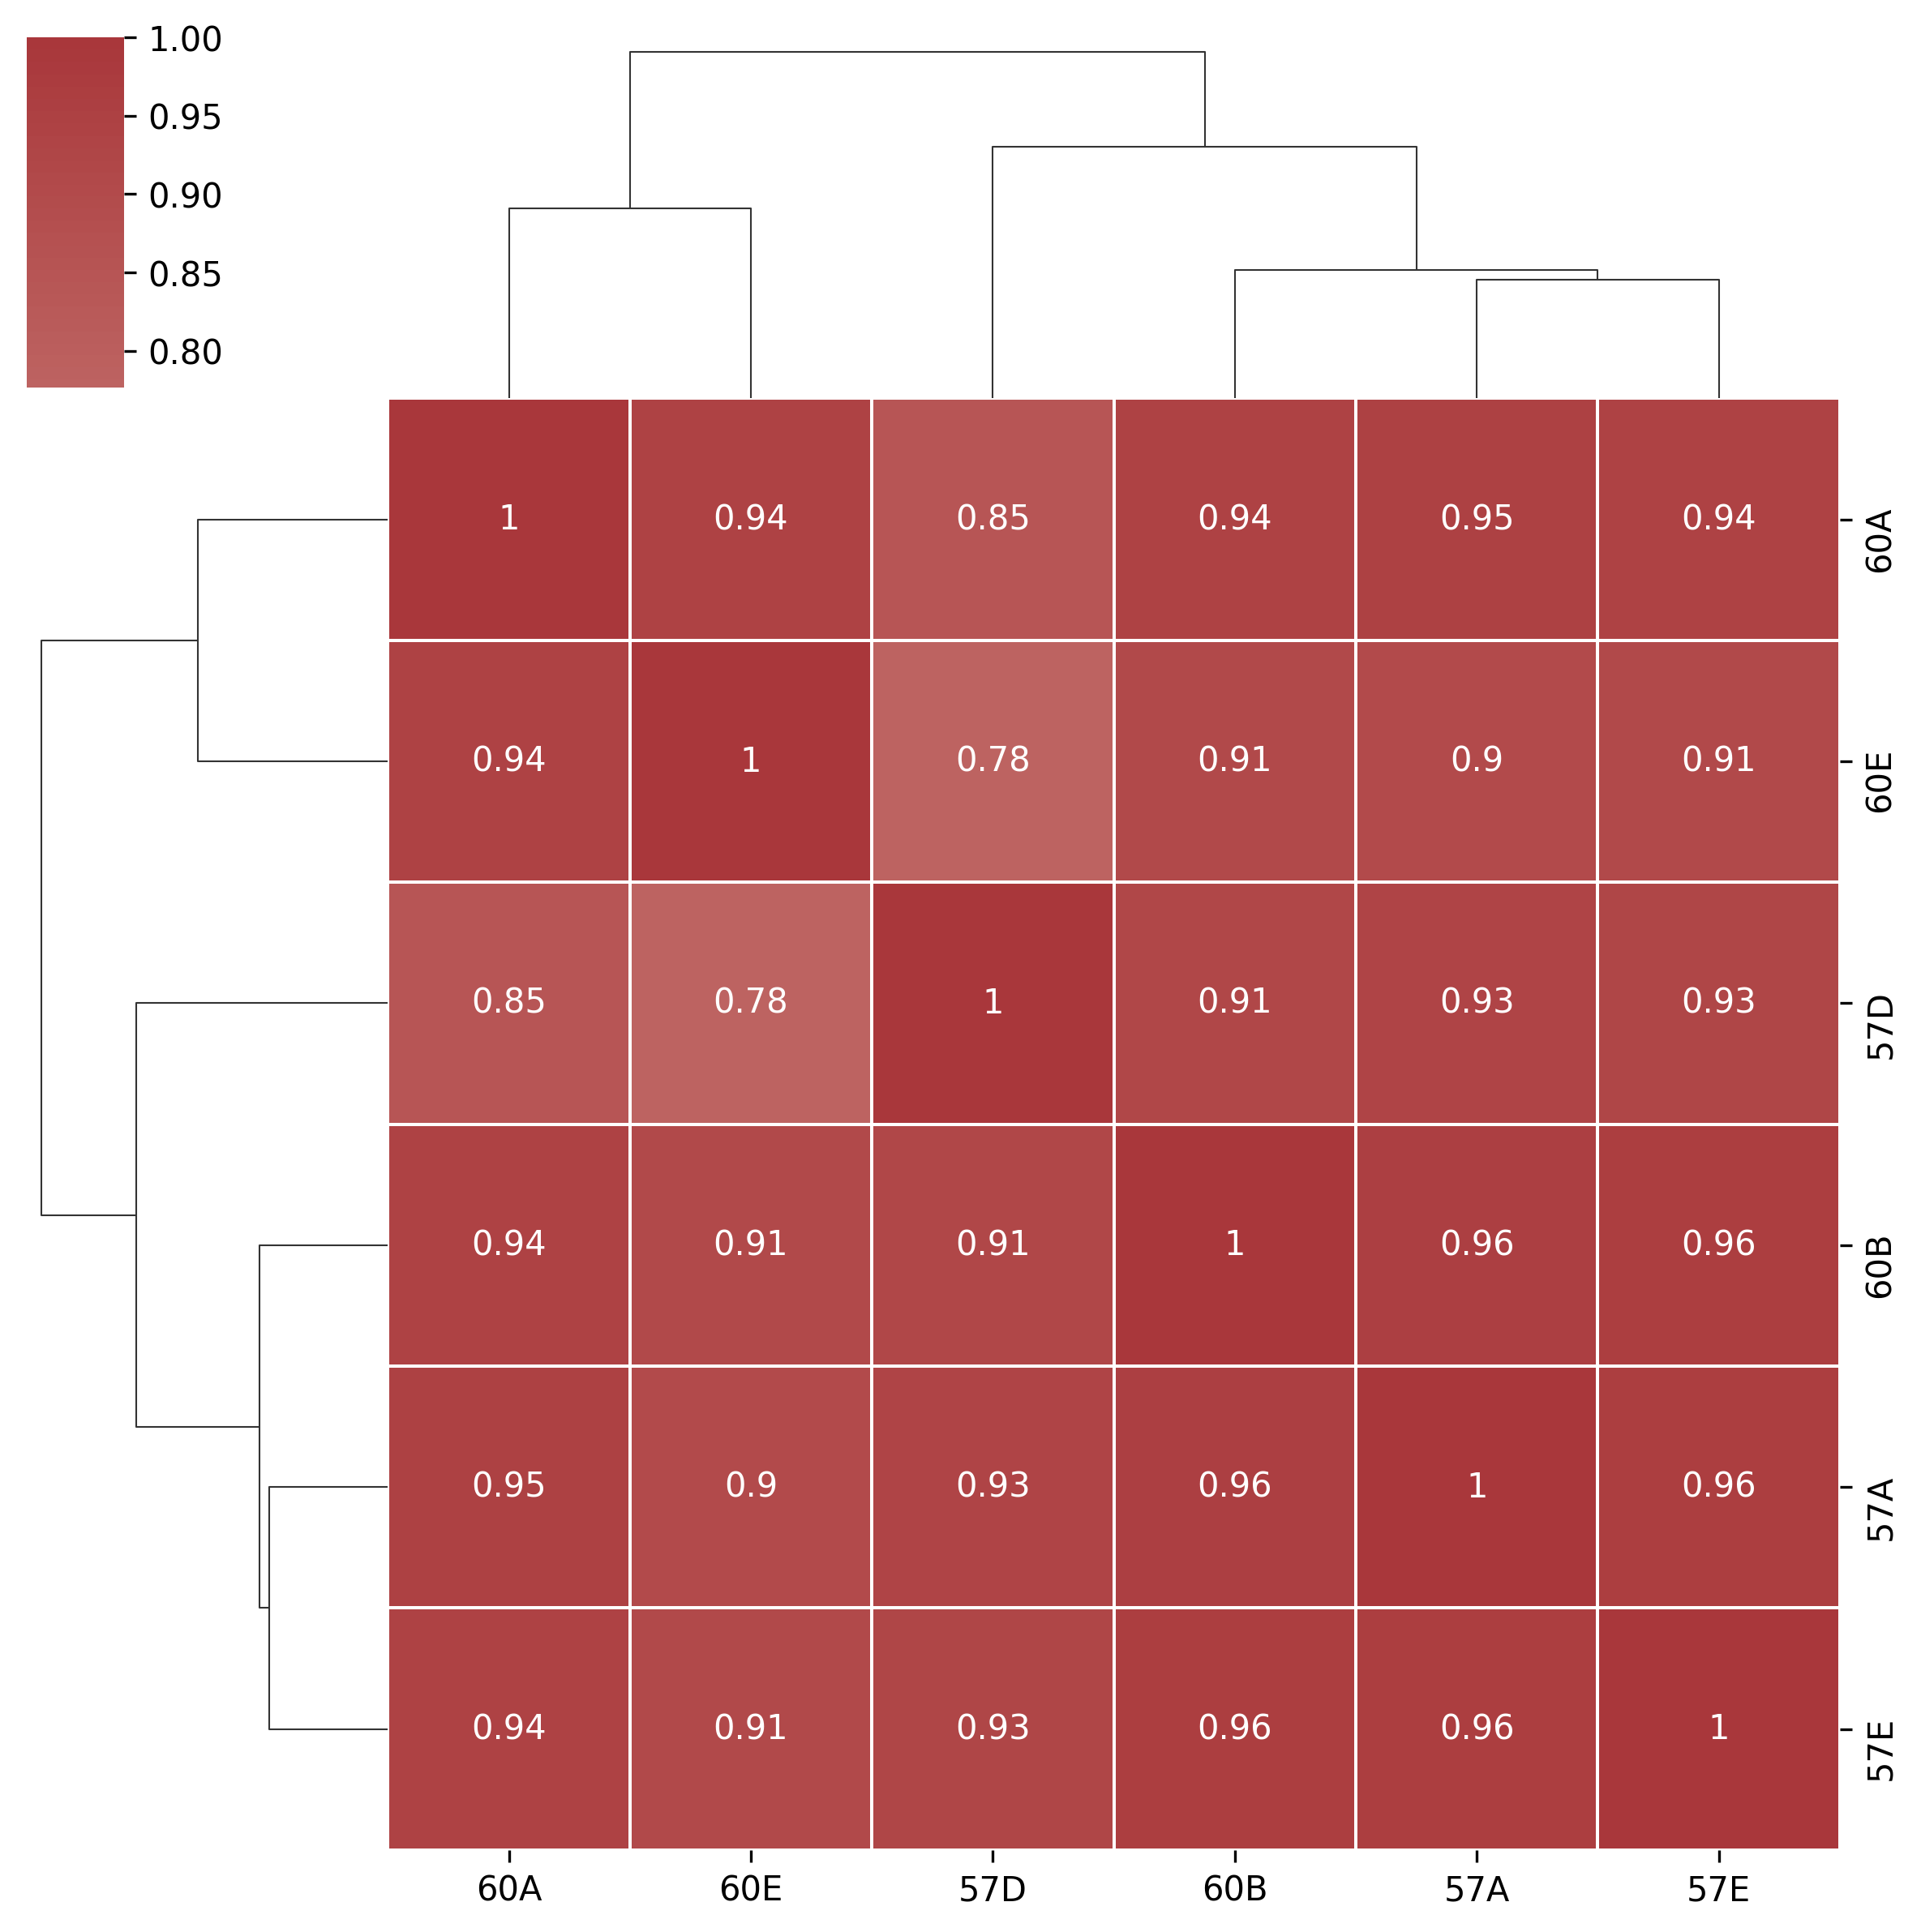 1.00
0.95
0.90
0.85
0.80
1 0.94 0.85 0.94 0.95 0.94 60A
0.94 1 0.78 0.91 0.9 0.91 60E
0.85 0.78 1 0.91 0.93 0.93 57D
0.94 0.91 0.91 1 0.96 0.96 60B
0.95 0.9 0.93 0.96 1 0.96 57A
0.94 0.91 0.93 0.96 0.96 1 57E
60A 60E 57D 60B 57A 57E